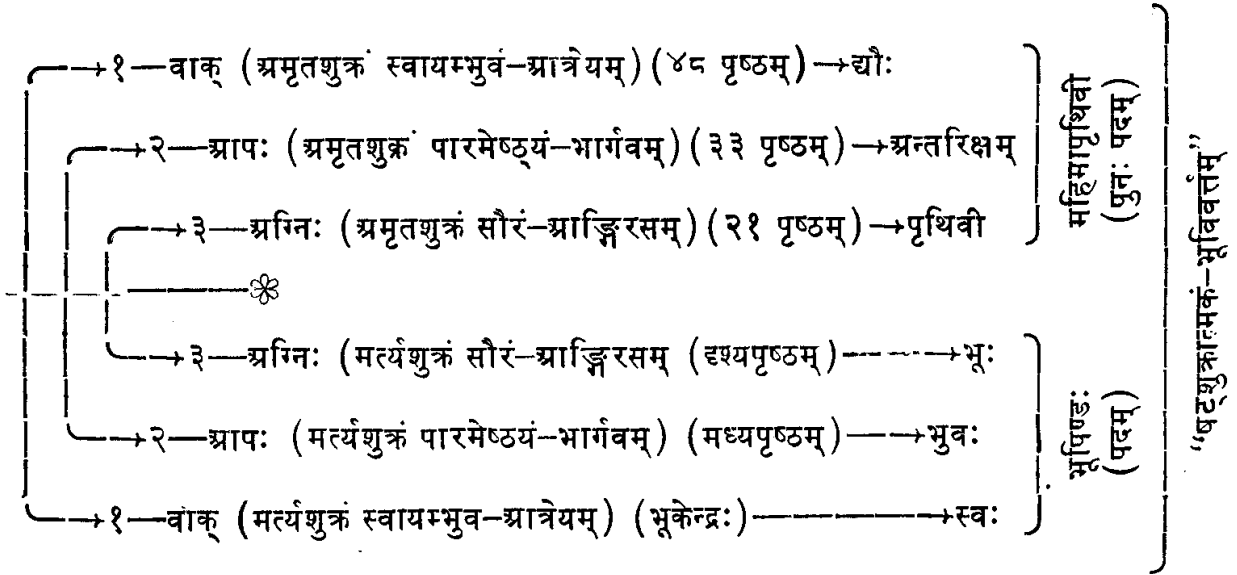 १—वाक् (अमृतशुक्रं स्वायम्भुवं-आत्रेयम्) (४८ पृष्ठम्)→द्यौः
२—आपः (अमृतशुक्रं पारमेष्ठ्यं-भार्गवम्) (३३ पृष्ठम्)→अन्तरिक्षम्
३—अग्निः (अमृतशुक्रं सौरं-आङ्गिरसम्) (२१ पृष्ठम्)→पृथिवी
महिमापृथिवी
(पुनः पदम्)
३—अग्निः (मर्त्यशुक्रं सौरं-आङ्गिरसम् (दृश्यपृष्ठम्)→भूः
२—आपः (मर्त्यशुक्रं पारमेष्ठयं-भार्गवम्) (मध्यपृष्ठम्)→भुवः
१—वाक् (मर्त्यशुक्रं स्वायम्भुव-आत्रेयम्) (भूकेन्द्रः)→स्वः
भूपिण्डः
(पदम्)
“षट्शुक्रात्मकं-भूविवर्त्तम्”